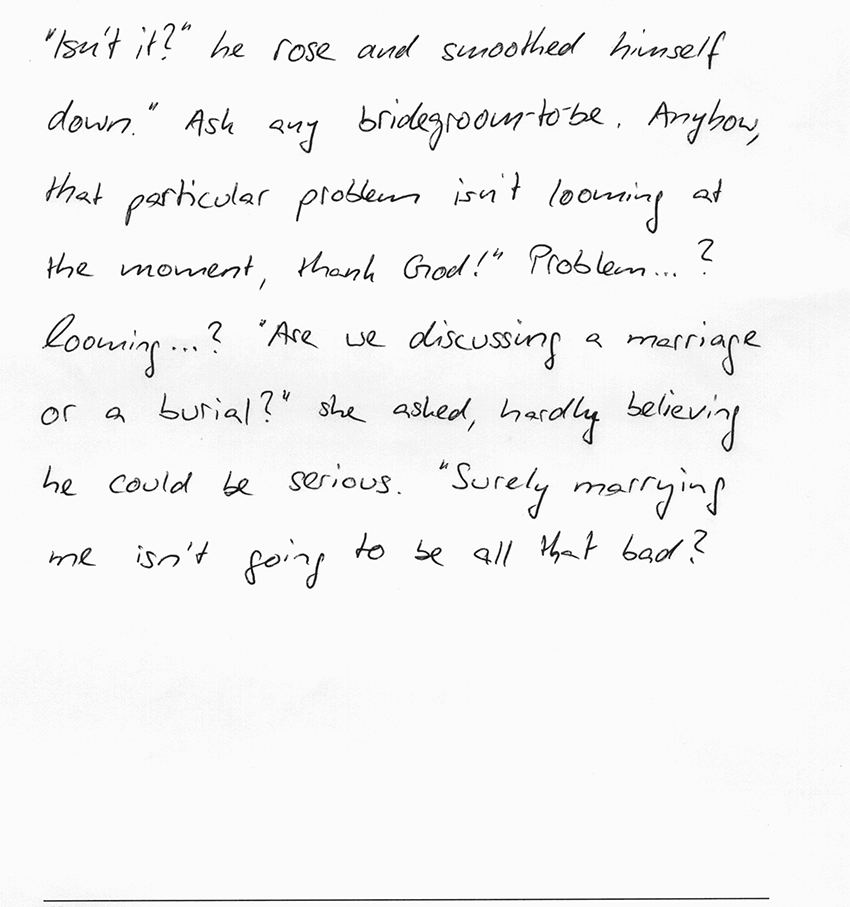 "Isn't it?" he rose and smoothed himself
down." Ask any bridegroom-to-be. Anyhow,
that particular problem isn't looming at
the moment, thank God!" Problem... ?
looming...? "Are we discussing a marriage
or a burial?" she asked, hardly believing
he could be serious. "Surely marrying
me isn't going to be all that bad?